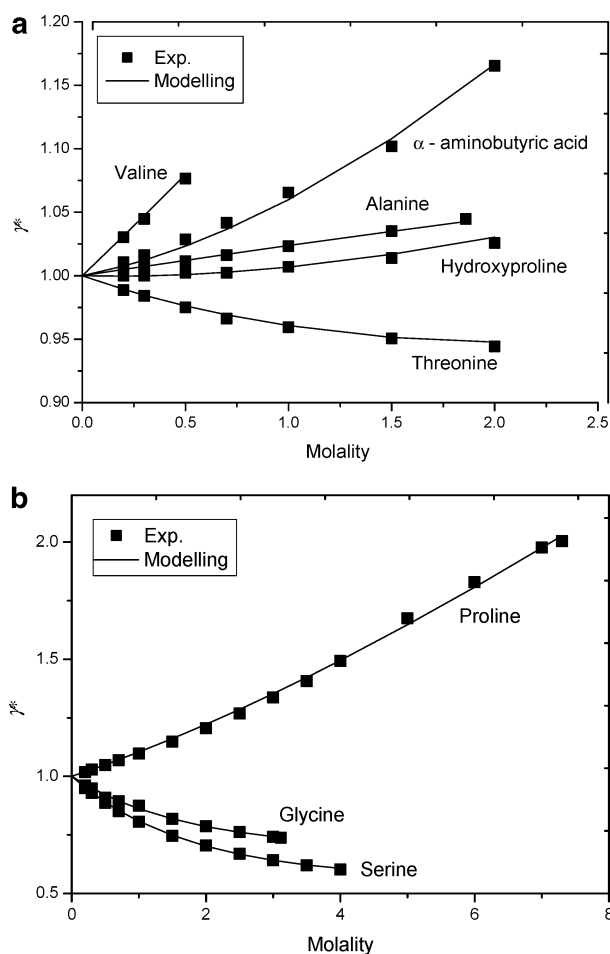 a
1.20
1.15
1.10
1.05
1.00
0.95
0.90
γ*
Exp.
Modelling
Valine
α - aminobutyric acid
Alanine
Hydroxyproline
Threonine
0.0 0.5 1.0 1.5 2.0 2.5
Molality
b
2.0
1.5
1.0
0.5
γ*
Exp.
Modelling
Proline
Glycine
Serine
0 2 4 6 8
Molality